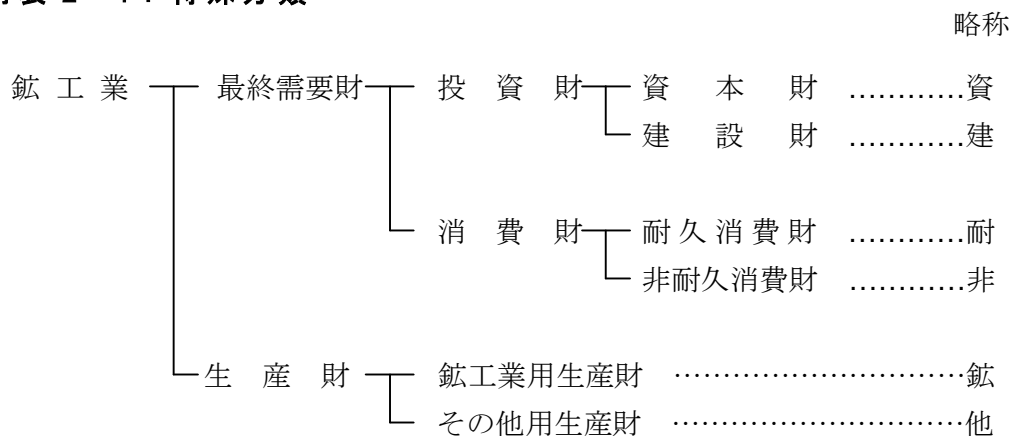 略称
鉱工業 最終需要財 投資財 資本財 …………資
建設財 …………建
消費財 耐久消費財 …………耐
非耐久消費財 …………非
生産財 鉱工業用生産財 …………………………鉱
その他用生産財 …………………………他